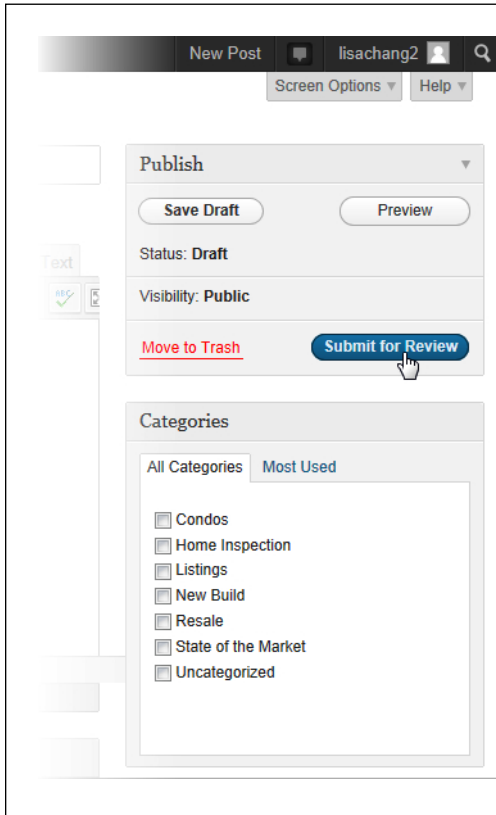 New Post lisachang2
Screen Options Help
Publish
Save Draft Preview
Status: Draft
Text
ABC
Visibility: Public
Move to Trash Submit for Review
Categories
All Categories Most Used
Condos
Home Inspection
Listings
New Build
Resale
State of the Market
Uncategorized